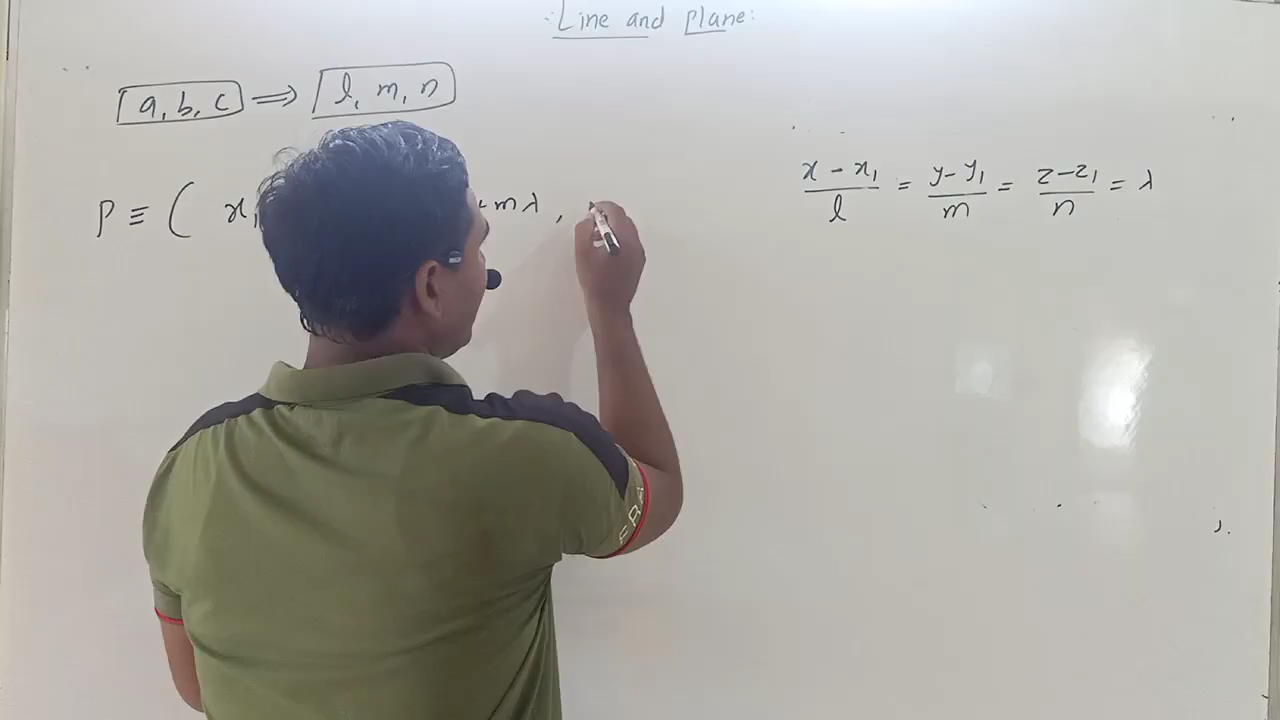 :Line and plane:
a, b, c ⟹ l, m, n
x - x₁ / l = y - y₁ / m = z - z₁ / n = λ
P ≡ ( x₁ + mλ ,